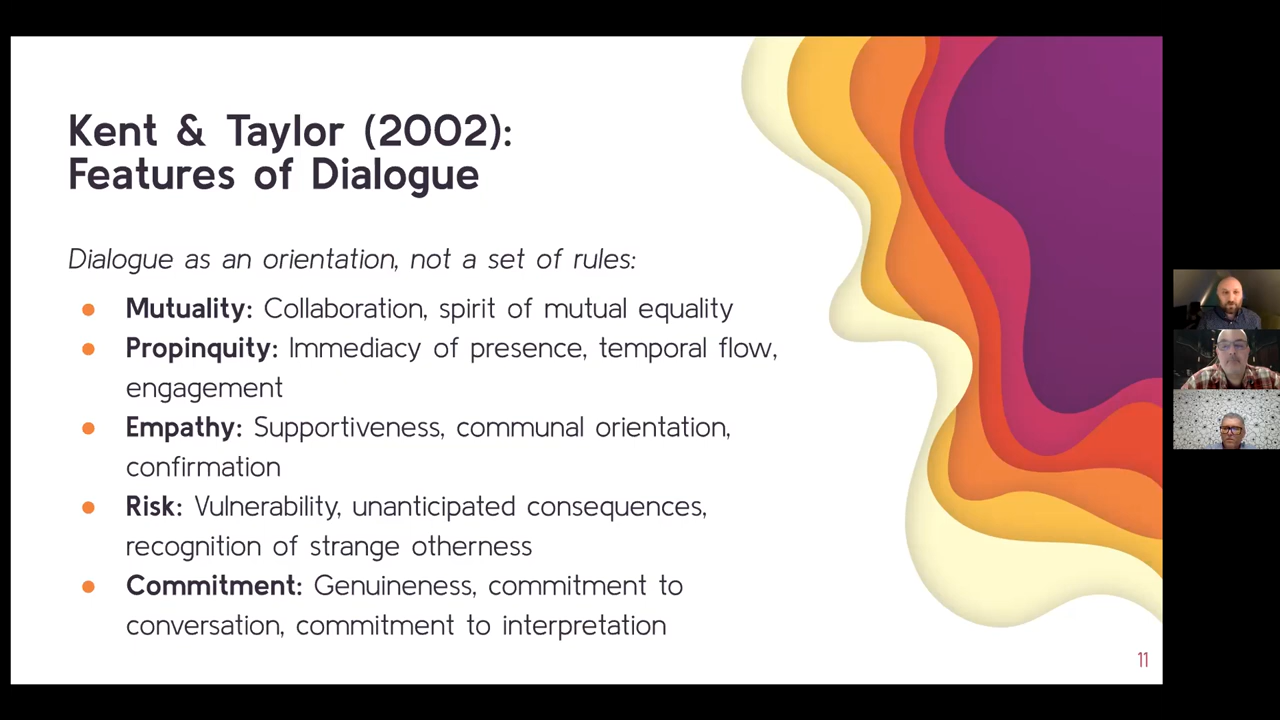 Kent & Taylor (2002):
Features of Dialogue
Dialogue as an orientation, not a set of rules:
● Mutuality: Collaboration, spirit of mutual equality
● Propinquity: Immediacy of presence, temporal flow,
engagement
● Empathy: Supportiveness, communal orientation,
confirmation
● Risk: Vulnerability, unanticipated consequences,
recognition of strange otherness
● Commitment: Genuineness, commitment to
conversation, commitment to interpretation
11